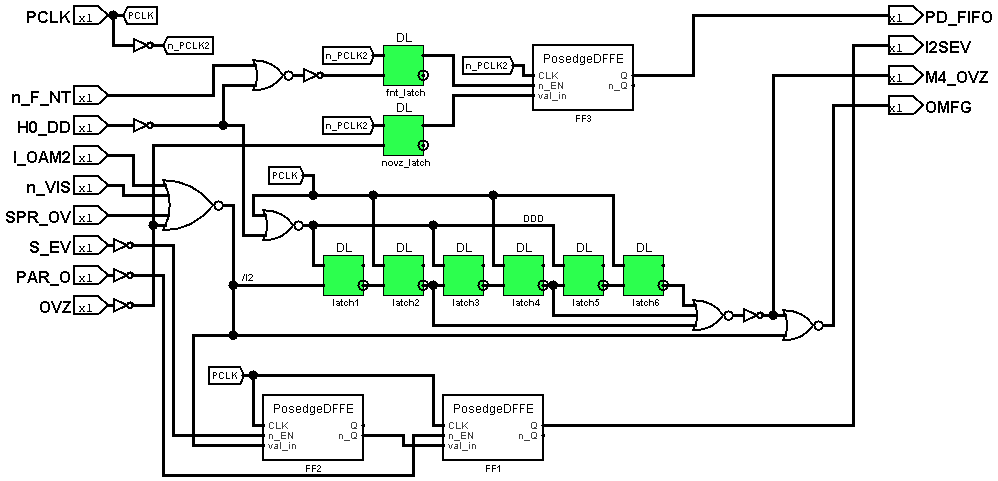 PCLK x1 PCLK
n_PCLK2
n_F_NT x1
H0_DD x1
I_OAM2 x1
n_VIS x1
SPR_OV x1
S_EV x1
PAR_O x1
OVZ x1
DL
n_PCLK2
fnt_latch
DL
n_PCLK2
novz_latch
n_PCLK2
PosedgeDFFE
CLK Q
n_EN n_Q
val_in
FF3
x1 PD_FIFO
x1 I2SEV
x1 M4_OVZ
x1 OMFG
PCLK
DDD
/I2
DL DL DL DL DL DL
latch1 latch2 latch3 latch4 latch5 latch6
PCLK
PosedgeDFFE
CLK Q
n_EN n_Q
val_in
FF2
PosedgeDFFE
CLK Q
n_EN n_Q
val_in
FF1